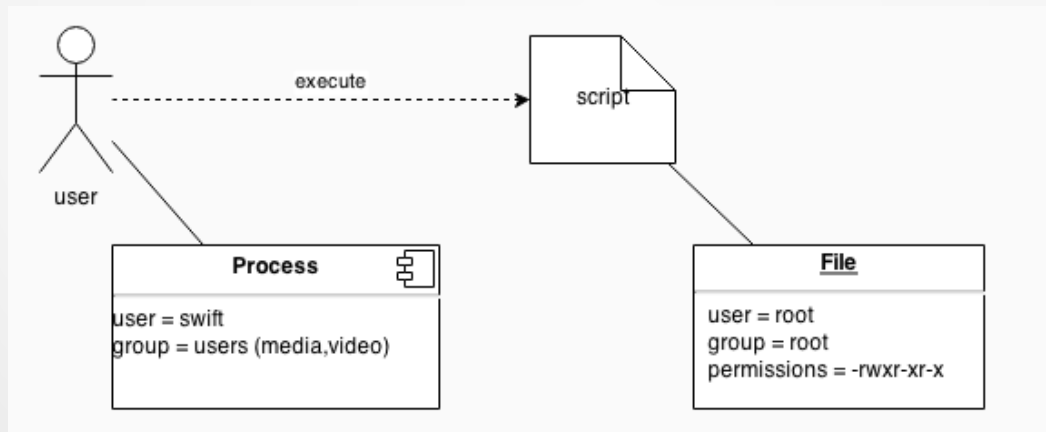 execute
script
user
Process
user = swift
group = users (media,video)
File
user = root
group = root
permissions = -rwxr-xr-x